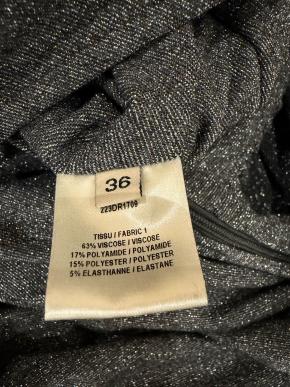 36
223DR1709
TISSU / FABRIC 1
63% VISCOSE / VISCOSE
17% POLYAMIDE / POLYAMIDE
15% POLYESTER / POLYESTER
5% ELASTHANNE / ELASTANE